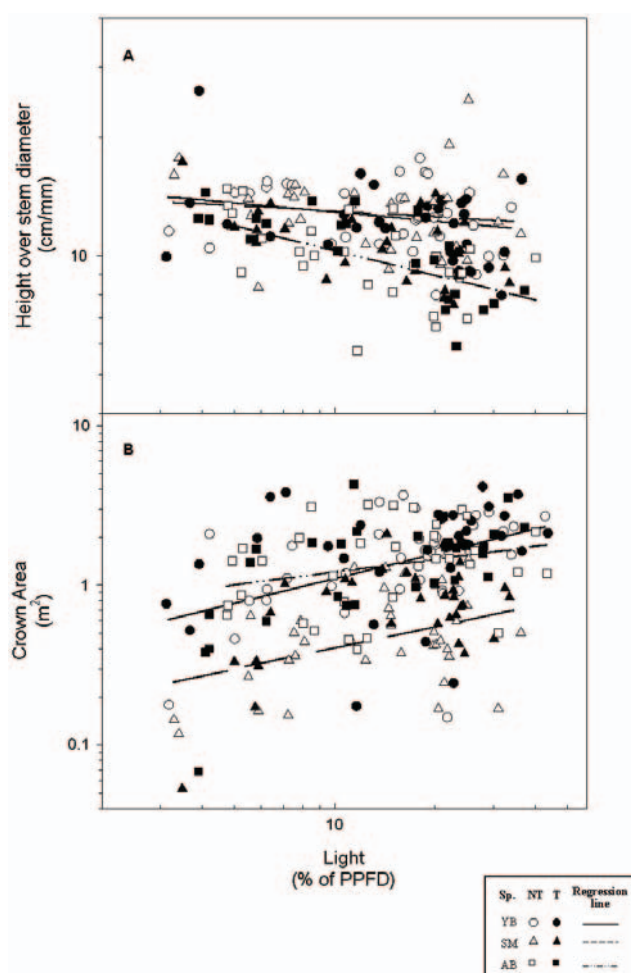 A
Height over stem diameter
(cm/mm)
10
B
10
Crown Area
(m²)
1
0.1
10
Light
(% of PPFD)
Sp. NT T Regression
line
YB
SM
AB